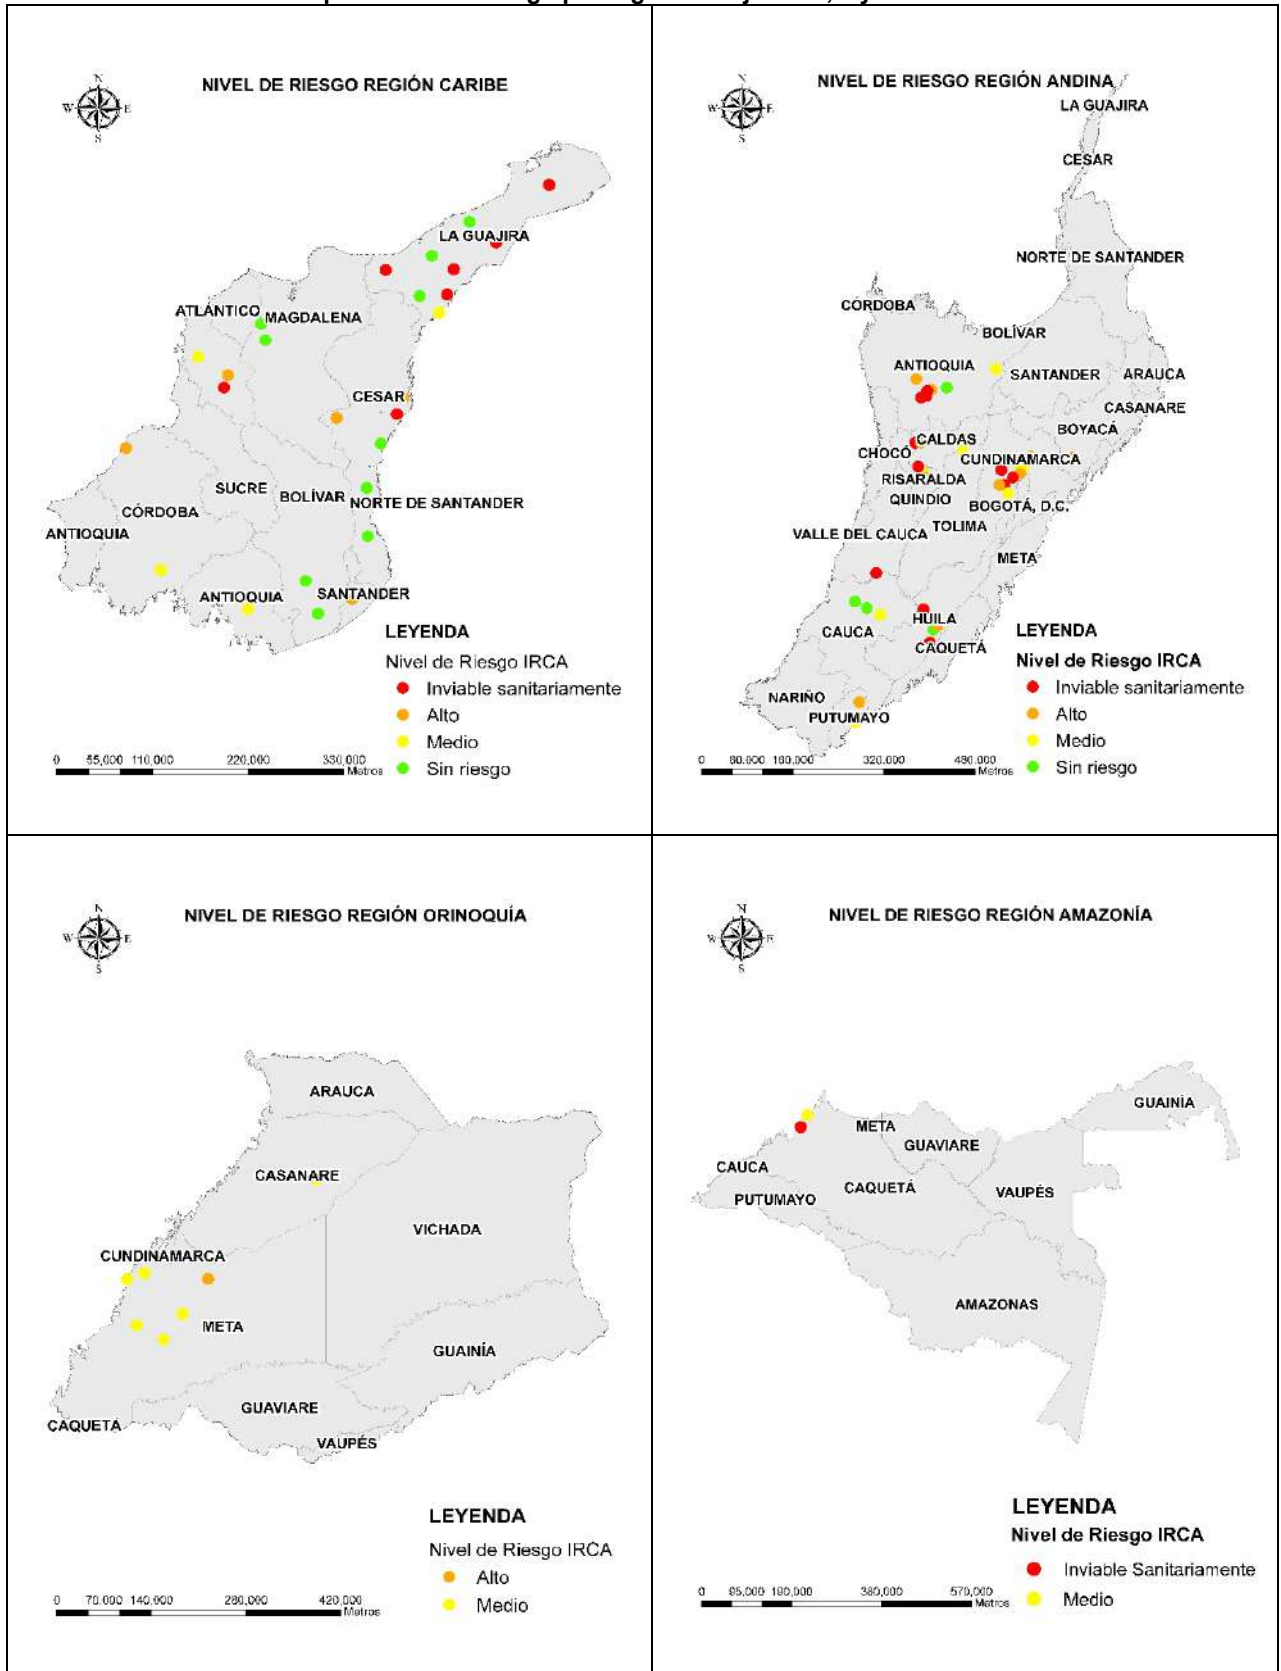 NIVEL DE RIESGO REGIÓN CARIBE
N
W E
S
LA GUAJIRA
ATLÁNTICO
MAGDALENA
CESAR
SUCRE
BOLÍVAR
NORTE DE SANTANDER
CÓRDOBA
ANTIOQUIA
ANTIOQUIA
SANTANDER
LEYENDA
Nivel de Riesgo IRCA
Inviable sanitariamente
Alto
Medio
Sin riesgo
0 55,000 110,000 220,000 330,000
Metros
NIVEL DE RIESGO REGIÓN ANDINA
N
W E
S
LA GUAJIRA
CESAR
NORTE DE SANTANDER
CÓRDOBA
BOLÍVAR
ANTIOQUIA
SANTANDER
ARAUCA
CASANARE
BOYACÁ
CALDAS
CHOCÓ
CUNDINAMARCA
RISARALDA
QUINDIO
BOGOTÁ, D.C.
TOLIMA
VALLE DEL CAUCA
META
HUILA
CAUCA
CAQUETÁ
NARIÑO
PUTUMAYO
LEYENDA
Nivel de Riesgo IRCA
Inviable sanitariamente
Alto
Medio
Sin riesgo
0 80,000 160,000 320,000 480,000
Metros
NIVEL DE RIESGO REGIÓN ORINOQUÍA
N
W E
S
ARAUCA
CASANARE
VICHADA
CUNDINAMARCA
META
GUAINÍA
GUAVIARE
CAQUETÁ
VAUPÉS
LEYENDA
Nivel de Riesgo IRCA
Alto
Medio
0 70,000 140,000 280,000 420,000
Metros
NIVEL DE RIESGO REGIÓN AMAZONÍA
N
W E
S
GUAINÍA
META
GUAVIARE
CAUCA
CAQUETÁ
VAUPÉS
PUTUMAYO
AMAZONAS
LEYENDA
Nivel de Riesgo IRCA
Inviable Sanitariamente
Medio
0 95,000 190,000 380,000 570,000
Metros